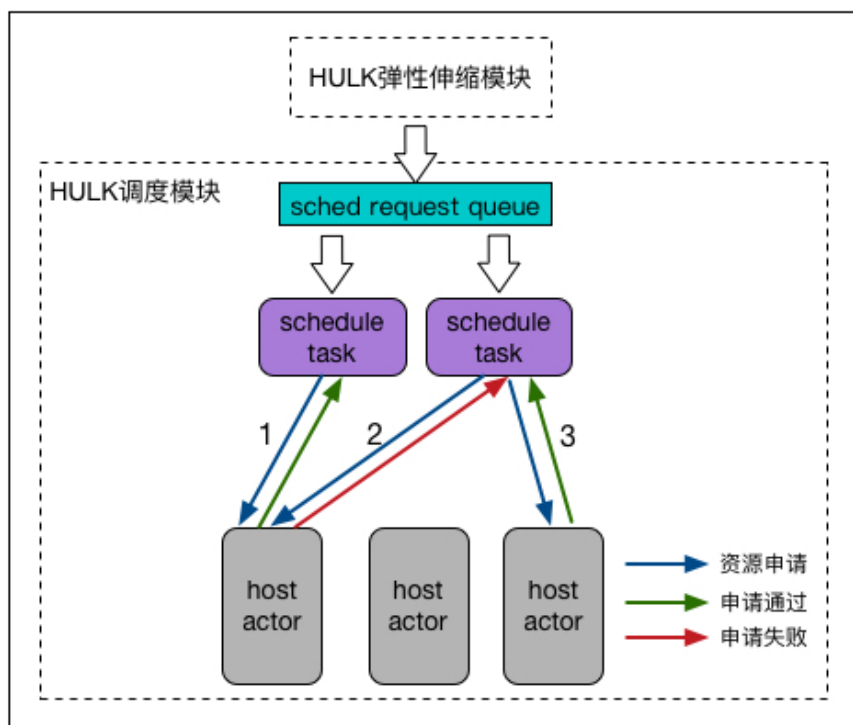 HULK弹性伸缩模块
HULK调度模块
sched request queue
schedule
task
schedule
task
1
2
3
host
actor
host
actor
host
actor
资源申请
申请通过
申请失败